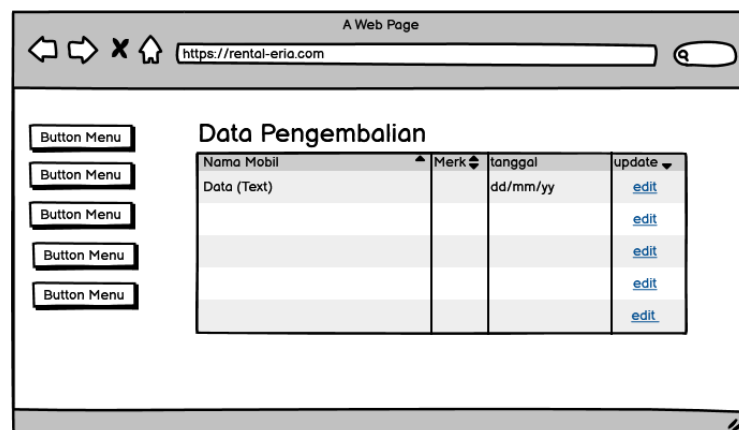 A Web Page
https://rental-eria.com
Button Menu
Button Menu
Button Menu
Button Menu
Button Menu
Data Pengembalian
Nama Mobil Merk tanggal update
Data (Text) dd/mm/yy edit
edit
edit
edit
edit